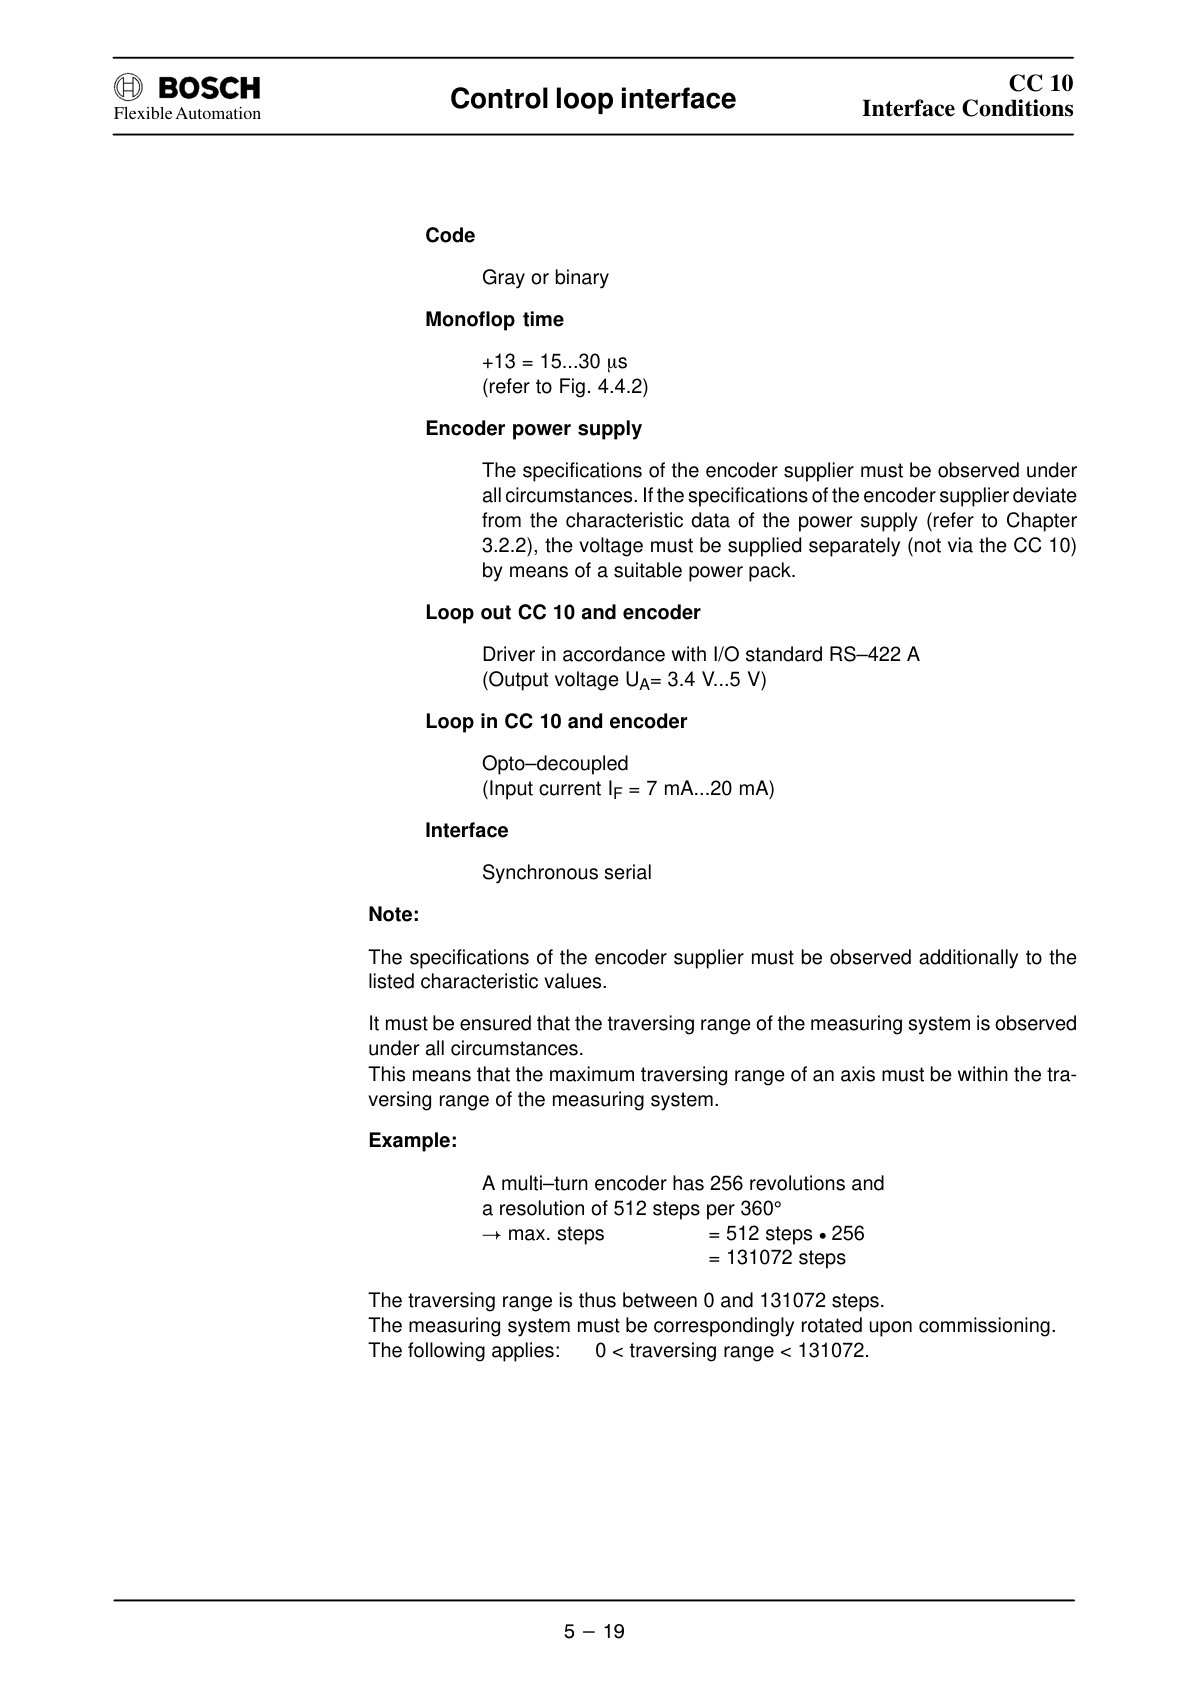 BOSCH
Flexible Automation
Control loop interface
CC 10
Interface Conditions
Code
Gray or binary
Monoflop time
+13 = 15...30 µs
(refer to Fig. 4.4.2)
Encoder power supply
The specifications of the encoder supplier must be observed under
all circumstances. If the specifications of the encoder supplier deviate
from the characteristic data of the power supply (refer to Chapter
3.2.2), the voltage must be supplied separately (not via the CC 10)
by means of a suitable power pack.
Loop out CC 10 and encoder
Driver in accordance with I/O standard RS–422 A
(Output voltage UA= 3.4 V...5 V)
Loop in CC 10 and encoder
Opto–decoupled
(Input current IF = 7 mA...20 mA)
Interface
Synchronous serial
Note:
The specifications of the encoder supplier must be observed additionally to the
listed characteristic values.
It must be ensured that the traversing range of the measuring system is observed
under all circumstances.
This means that the maximum traversing range of an axis must be within the tra-
versing range of the measuring system.
Example:
A multi–turn encoder has 256 revolutions and
a resolution of 512 steps per 360°
→ max. steps = 512 steps • 256
= 131072 steps
The traversing range is thus between 0 and 131072 steps.
The measuring system must be correspondingly rotated upon commissioning.
The following applies: 0 < traversing range < 131072.
5 – 19